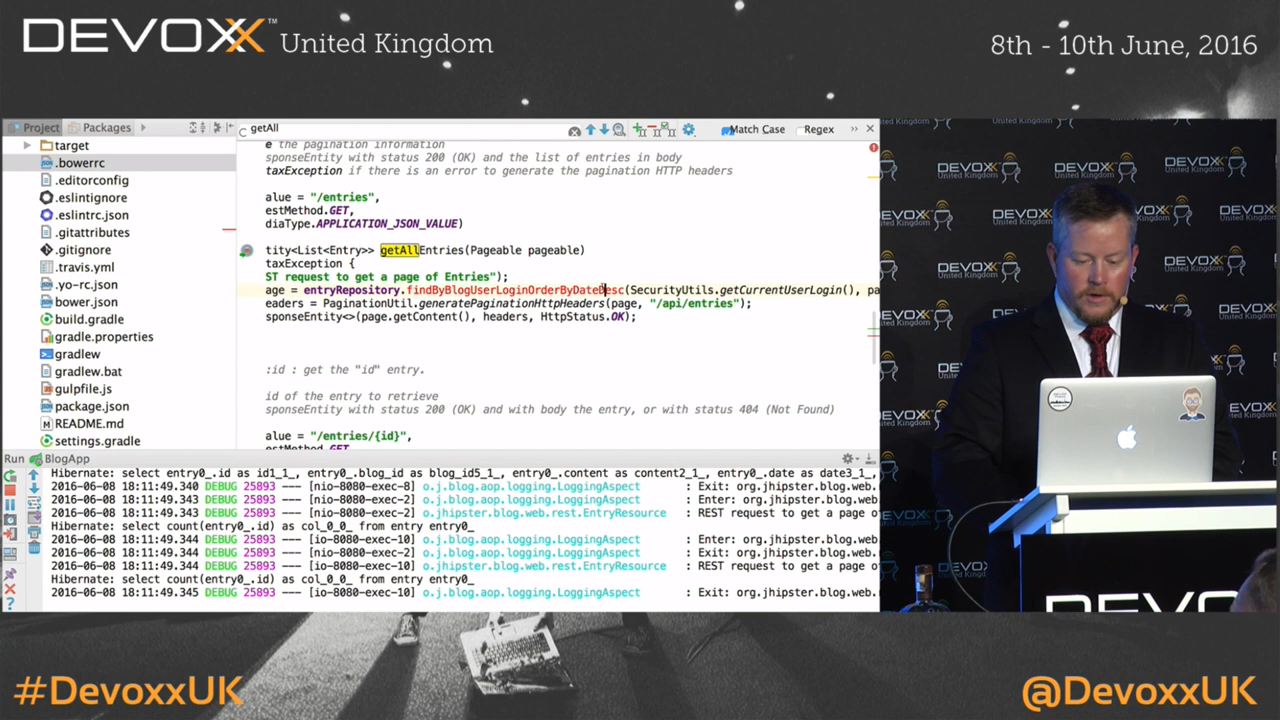 DEVOXX™ United Kingdom
8th - 10th June, 2016
Project Packages
getAll
Match Case
Regex
target
.bowerrc
.editorconfig
.eslintignore
.eslintrc.json
.gitattributes
.gitignore
.travis.yml
.yo-rc.json
bower.json
build.gradle
gradle.properties
gradlew
gradlew.bat
gulpfile.js
package.json
README.md
settings.gradle
e the pagination information
sponseEntity with status 200 (OK) and the list of entries in body
taxException if there is an error to generate the pagination HTTP headers
alue = "/entries",
estMethod.GET,
diaType.APPLICATION_JSON_VALUE)
tity<List<Entry>> getAllEntries(Pageable pageable)
taxException {
ST request to get a page of Entries");
age = entryRepository.findByBlogUserLoginOrderByDateDesc(SecurityUtils.getCurrentUserLogin(), pa
eaders = PaginationUtil.generatePaginationHttpHeaders(page, "/api/entries");
sponseEntity<>(page.getContent(), headers, HttpStatus.OK);
:id : get the "id" entry.
id of the entry to retrieve
sponseEntity with status 200 (OK) and with body the entry, or with status 404 (Not Found)
alue = "/entries/{id}",
estMethod.GET
Run BlogApp
Hibernate: select entry0_.id as id1_1_, entry0_.blog_id as blog_id5_1_, entry0_.content as content2_1_, entry0_.date as date3_1_
2016-06-08 18:11:49.340 DEBUG 25893 --- [nio-8080-exec-8] o.j.blog.aop.logging.LoggingAspect : Exit: org.jhipster.blog.web.
2016-06-08 18:11:49.343 DEBUG 25893 --- [nio-8080-exec-2] o.j.blog.aop.logging.LoggingAspect : Enter: org.jhipster.blog.web
2016-06-08 18:11:49.343 DEBUG 25893 --- [nio-8080-exec-2] o.jhipster.blog.web.rest.EntryResource : REST request to get a page o
Hibernate: select count(entry0_.id) as col_0_0_ from entry entry0_
2016-06-08 18:11:49.344 DEBUG 25893 --- [io-8080-exec-10] o.j.blog.aop.logging.LoggingAspect : Enter: org.jhipster.blog.web
2016-06-08 18:11:49.344 DEBUG 25893 --- [nio-8080-exec-2] o.j.blog.aop.logging.LoggingAspect : Exit: org.jhipster.blog.web.
2016-06-08 18:11:49.344 DEBUG 25893 --- [io-8080-exec-10] o.jhipster.blog.web.rest.EntryResource : REST request to get a page o
Hibernate: select count(entry0_.id) as col_0_0_ from entry entry0_
2016-06-08 18:11:49.345 DEBUG 25893 --- [io-8080-exec-10] o.j.blog.aop.logging.LoggingAspect : Exit: org.jhipster.blog.web.
DEVOXX
United Kingdom
DEVOXX
United Kingdom
DEVOXX
United Kingdom
DEVOXX
#DevoxxUK
@DevoxxUK